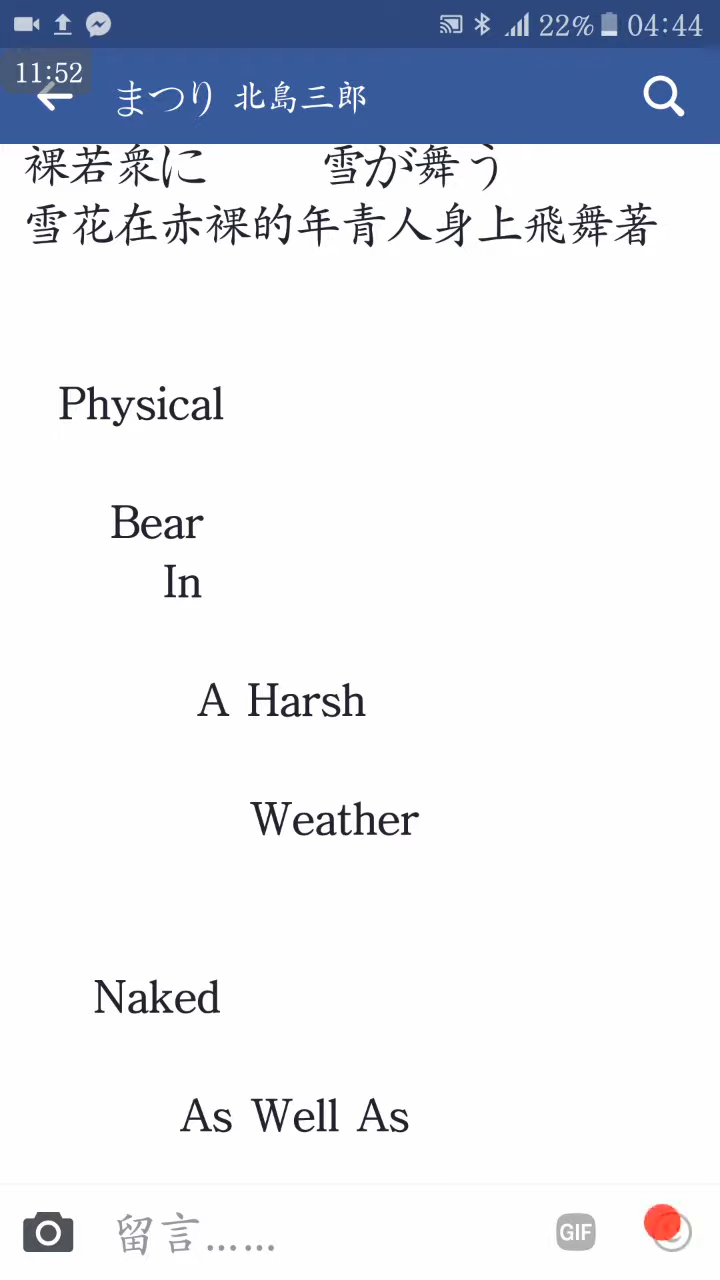 22% 04:44
11:52
まつり 北島三郎
裸若衆に 雪が舞う
雪花在赤裸的年青人身上飛舞著
Physical
Bear
In
A Harsh
Weather
Naked
As Well As
留言......
GIF